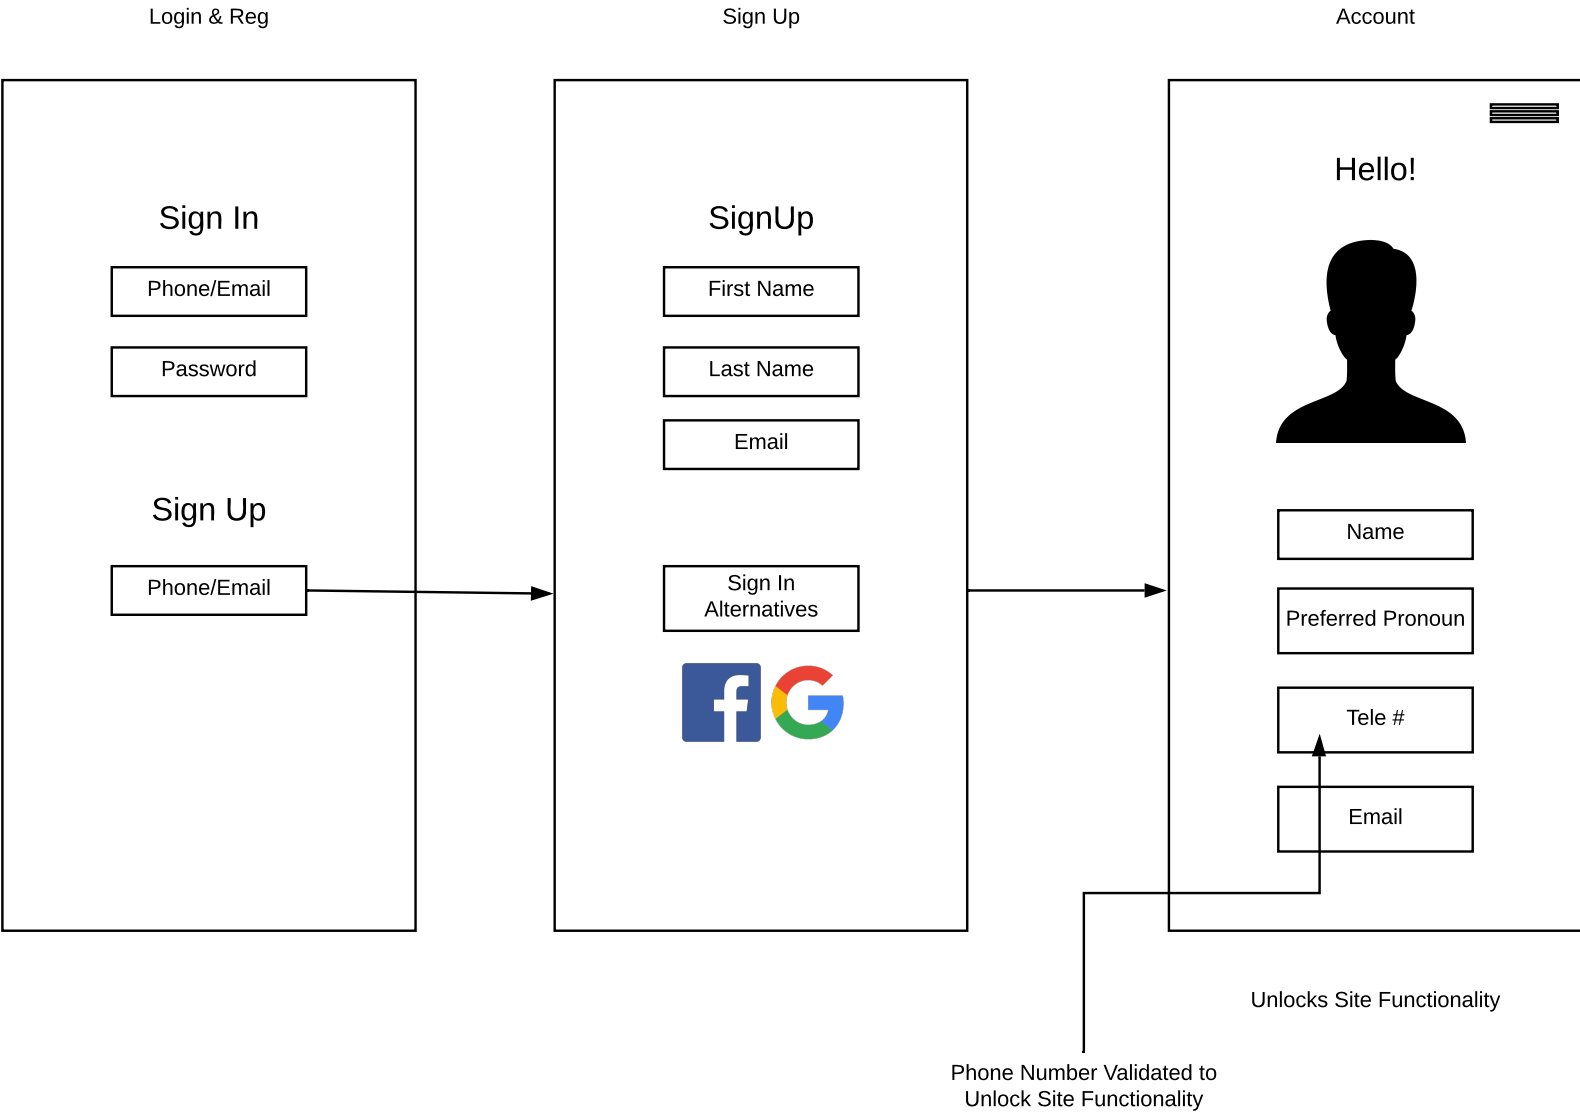 Login & Reg
Sign In
Phone/Email
Password
Sign Up
Phone/Email
Sign Up
SignUp
First Name
Last Name
Email
Sign In
Alternatives
Account
Hello!
Name
Preferred Pronoun
Tele #
Email
Unlocks Site Functionality
Phone Number Validated to
Unlock Site Functionality